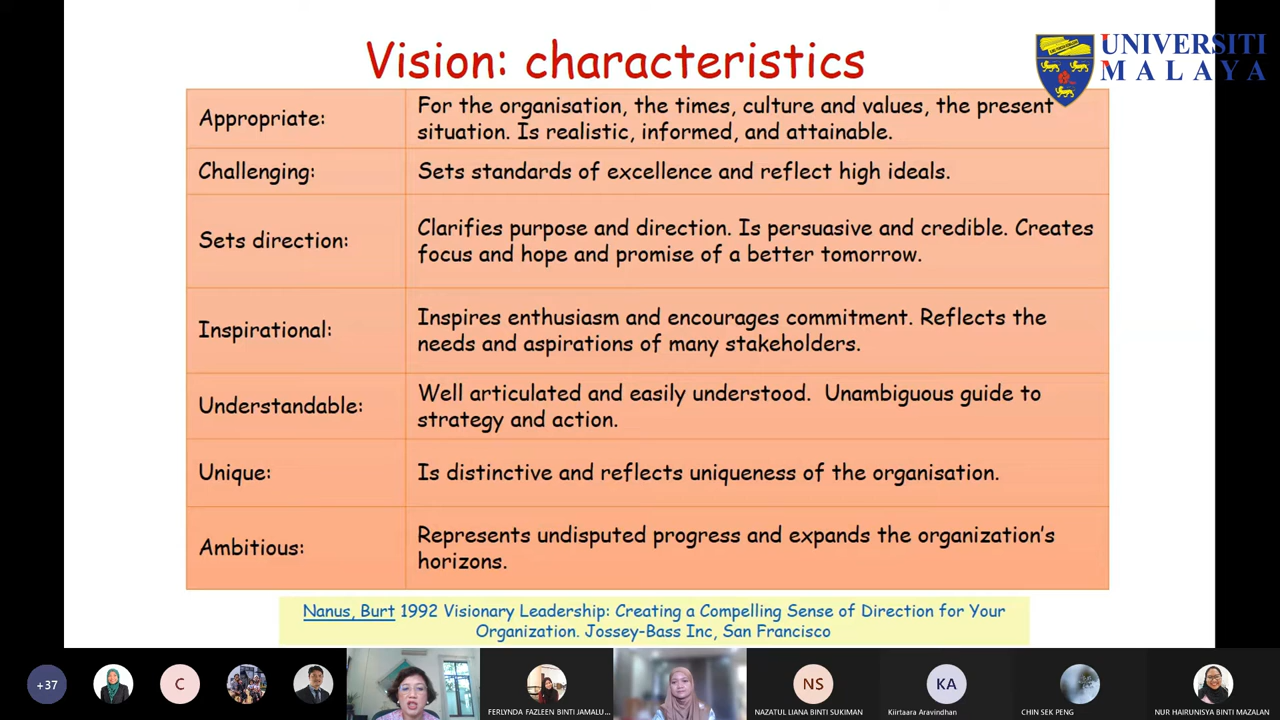 Vision: characteristics
UNIVERSITI
MALAYA
Appropriate:
For the organisation, the times, culture and values, the present
situation. Is realistic, informed, and attainable.
Challenging:
Sets standards of excellence and reflect high ideals.
Sets direction:
Clarifies purpose and direction. Is persuasive and credible. Creates
focus and hope and promise of a better tomorrow.
Inspirational:
Inspires enthusiasm and encourages commitment. Reflects the
needs and aspirations of many stakeholders.
Understandable:
Well articulated and easily understood.  Unambiguous guide to
strategy and action.
Unique:
Is distinctive and reflects uniqueness of the organisation.
Ambitious:
Represents undisputed progress and expands the organization's
horizons.
Nanus, Burt 1992 Visionary Leadership: Creating a Compelling Sense of Direction for Your
Organization. Jossey-Bass Inc, San Francisco
+37
C
NS
KA
FERLYNDA FAZLEEN BINTI JAMALU...
NAZATUL LIANA BINTI SUKIMAN
Kiirtaara Aravindhan
CHIN SEK PENG
NUR HAIRUNISYA BINTI MAZALAN